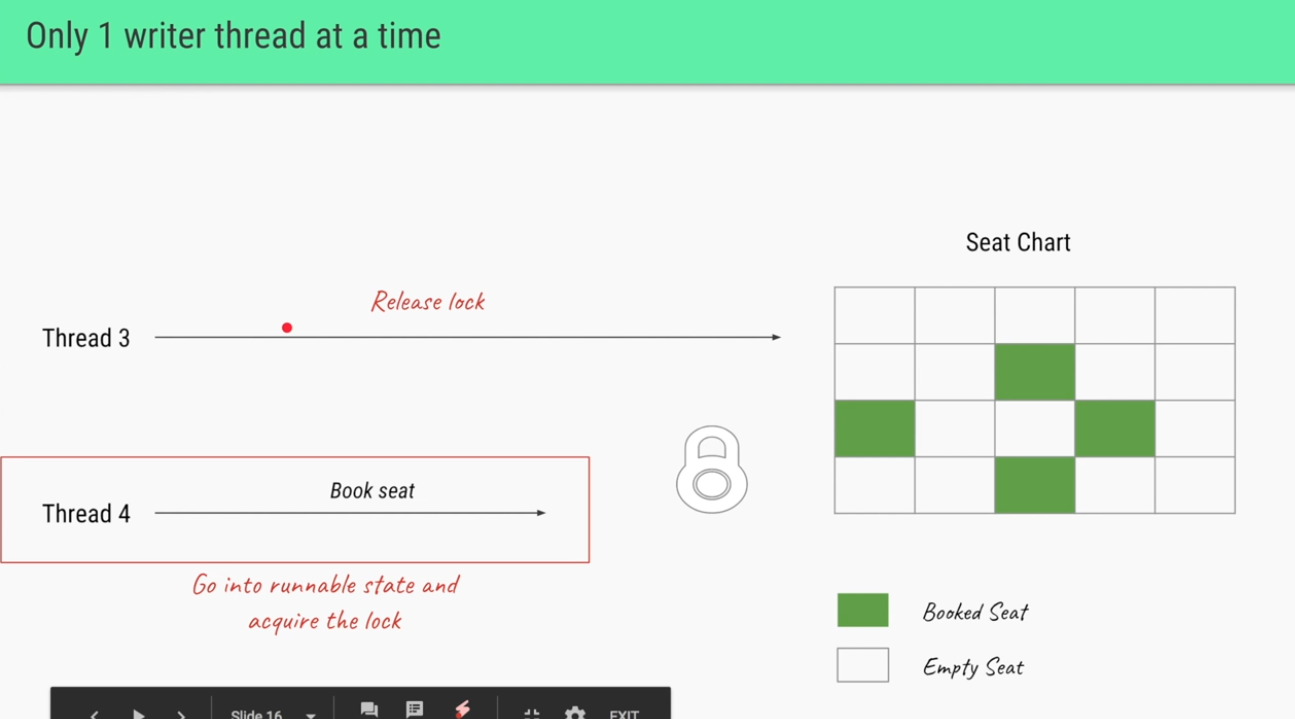 Only 1 writer thread at a time
Seat Chart
Release lock
Thread 3
Book seat
Thread 4
Go into runnable state and
acquire the lock
Booked Seat
Empty Seat
Slide 16
EXIT